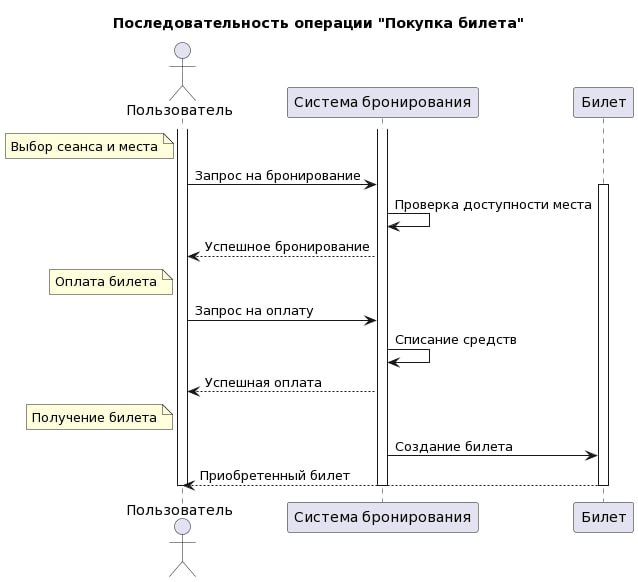 Последовательность операции "Покупка билета"
Пользователь
Система бронирования
Билет
Выбор сеанса и места
Запрос на бронирование
Проверка доступности места
Успешное бронирование
Оплата билета
Запрос на оплату
Списание средств
Успешная оплата
Получение билета
Создание билета
Приобретенный билет
Пользователь
Система бронирования
Билет